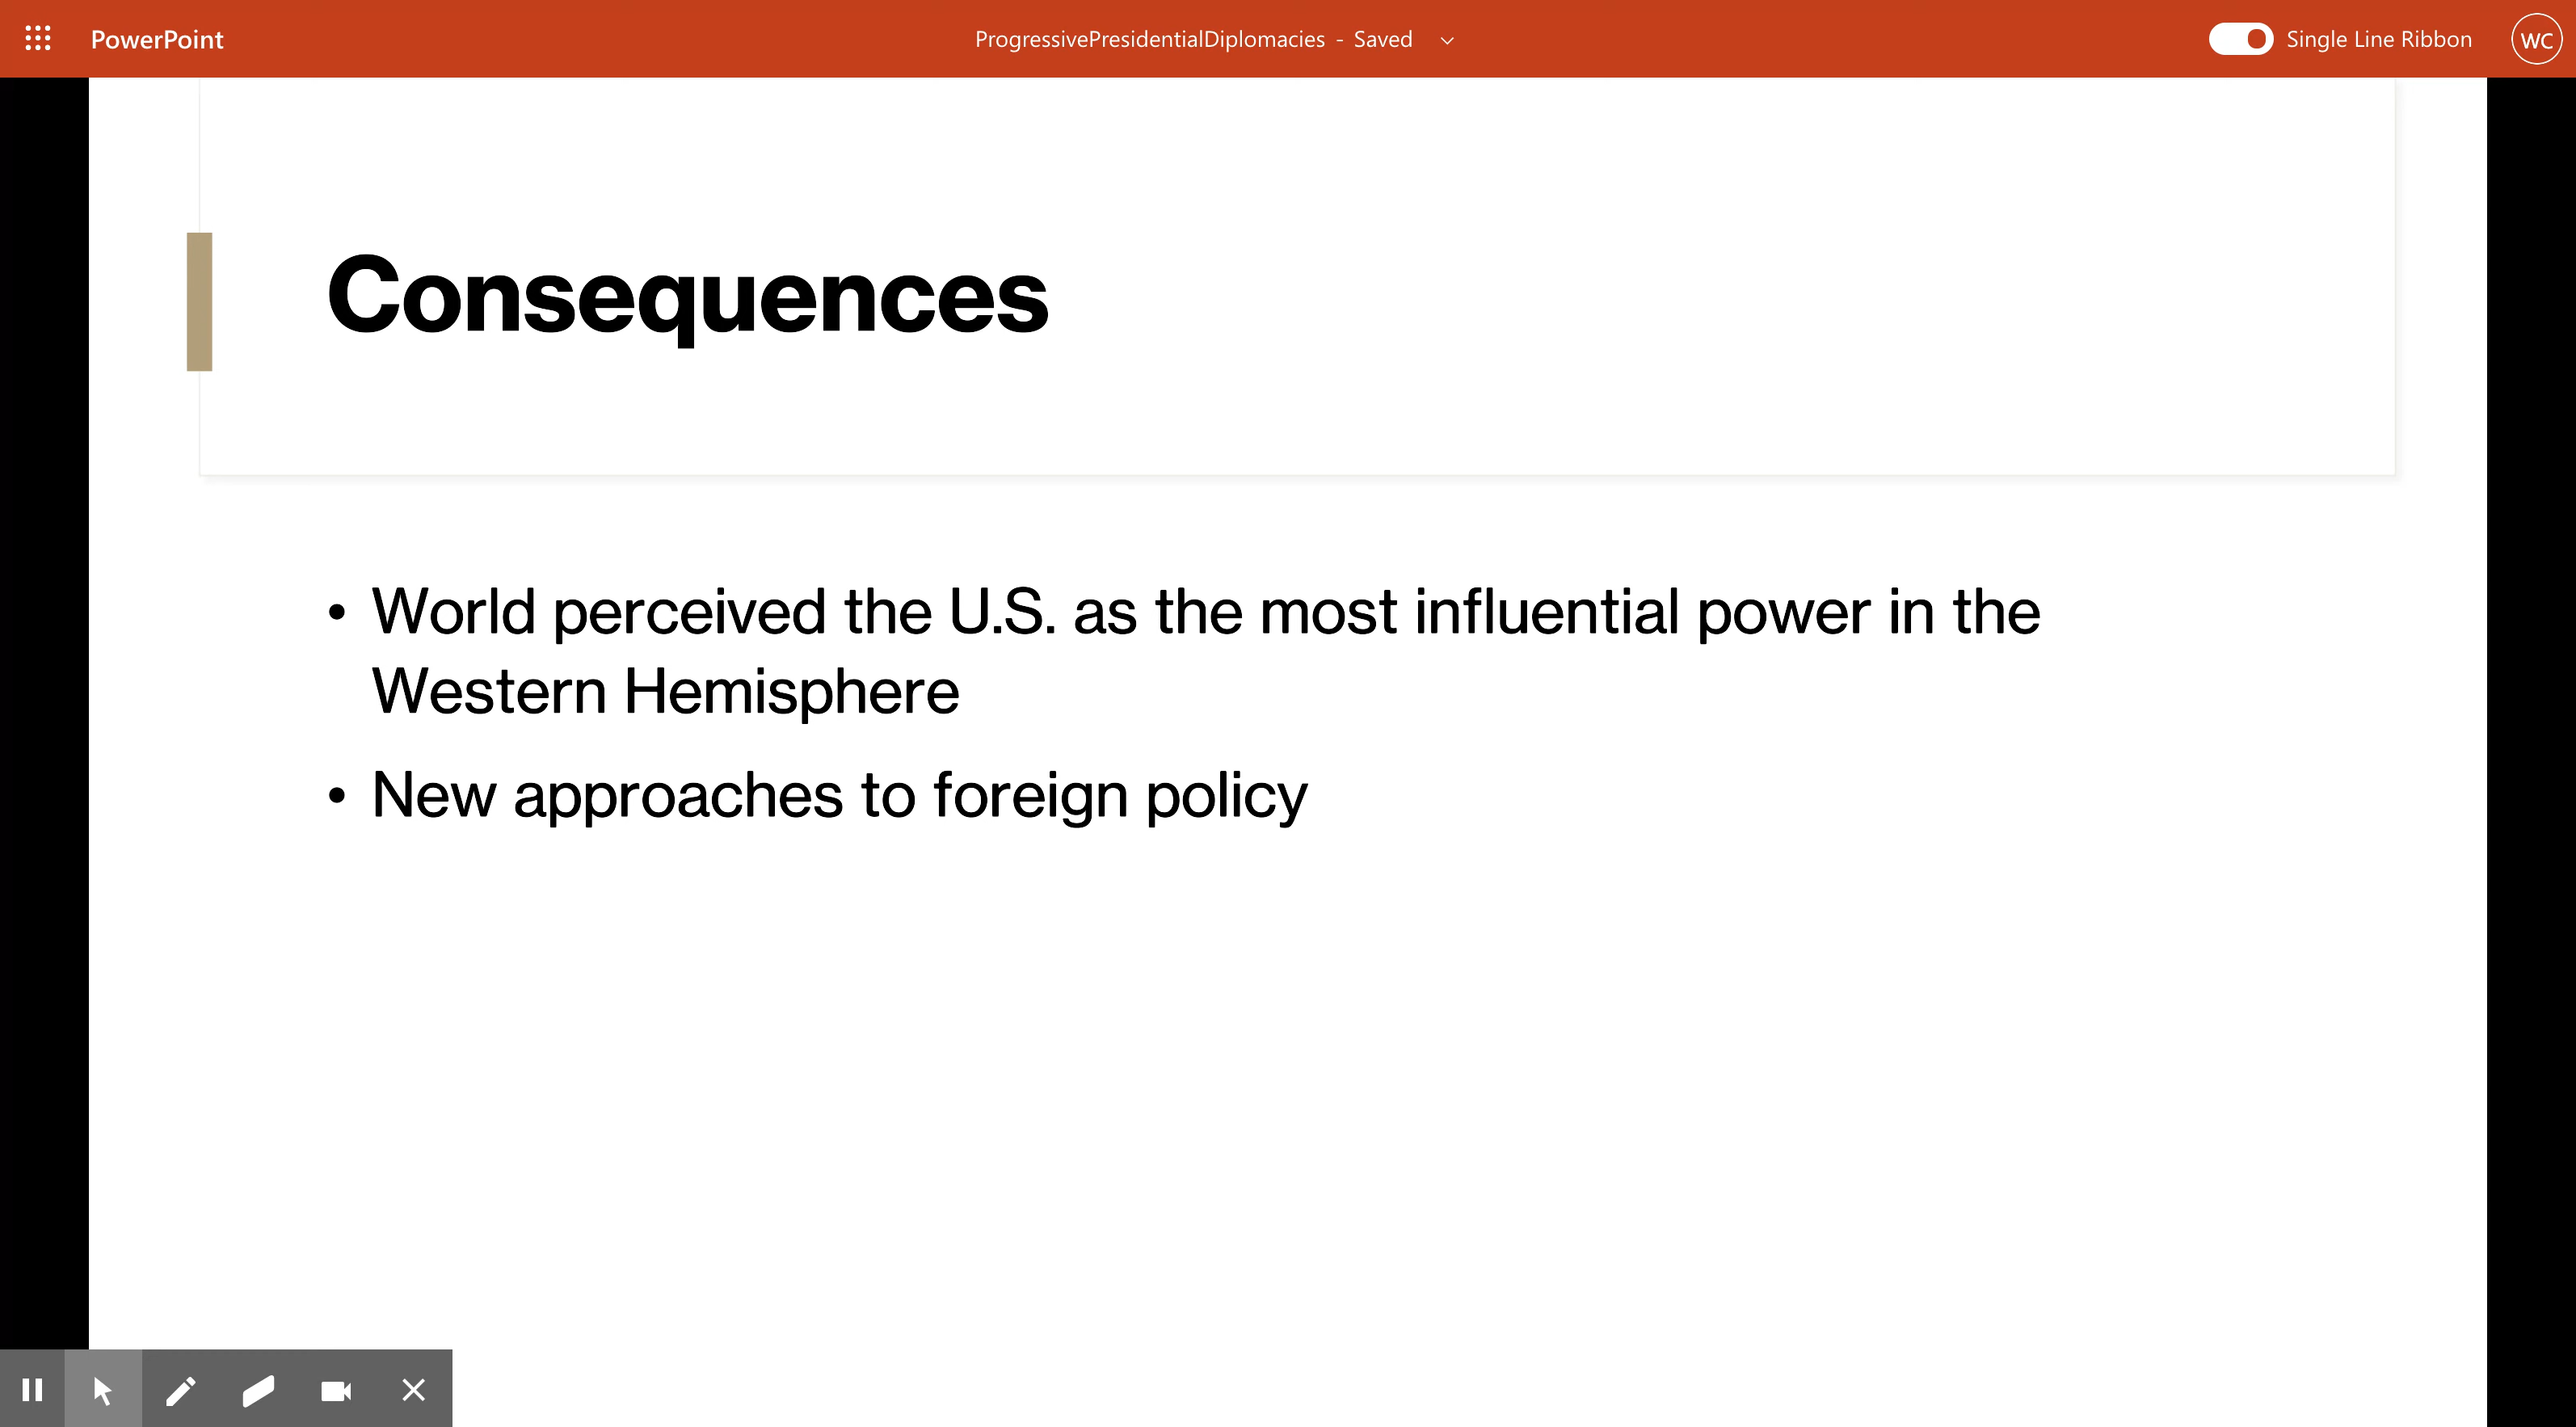 PowerPoint
ProgressivePresidentialDiplomacies - Saved
Single Line Ribbon
WC
Consequences
• World perceived the U.S. as the most influential power in the
Western Hemisphere
• New approaches to foreign policy